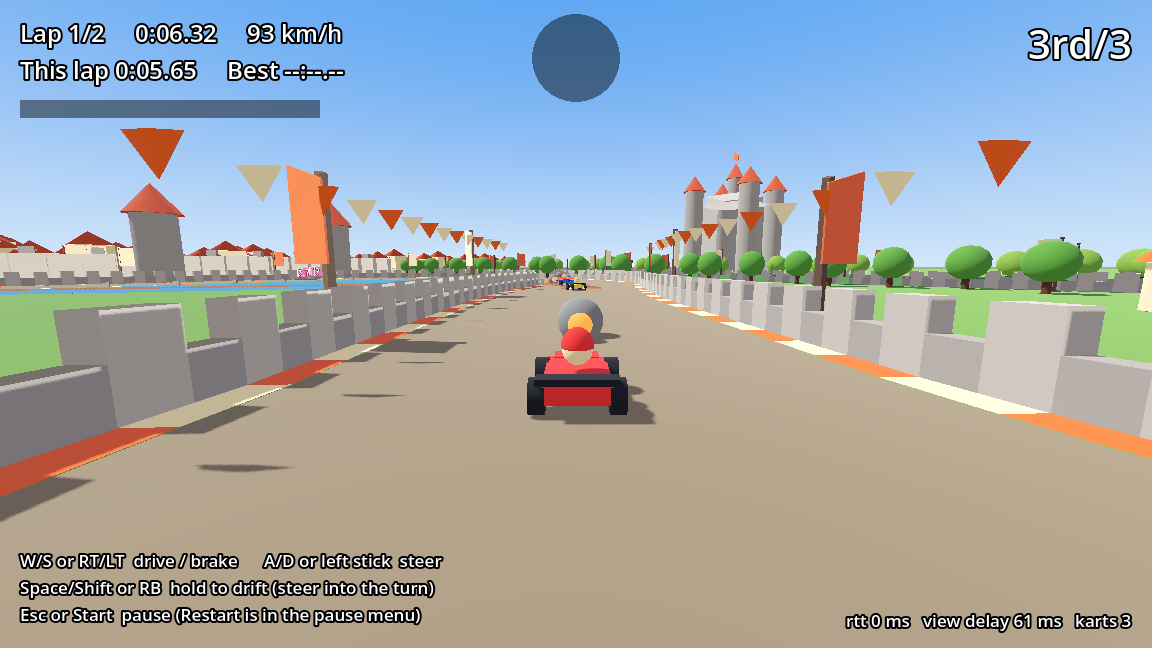 Lap 1/2 0:06.32 93 km/h
3rd/3
This lap 0:05.65 Best --:--.--
W/S or RT/LT drive / brake A/D or left stick steer
Space/Shift or RB hold to drift (steer into the turn)
Esc or Start pause (Restart is in the pause menu)
rtt 0 ms view delay 61 ms karts 3